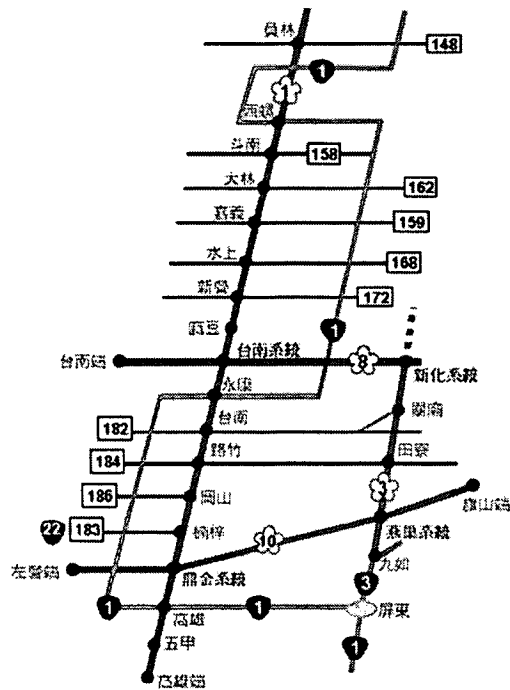 員林
148
1
1
西螺
斗南
158
大林
162
嘉義
159
水上
168
新營
172
麻豆
1
台南端
台南系統
8
新化系統
永康
關廟
182
台南
184
路竹
田寮
186
岡山
3
旗山端
22
183
楠梓
10
燕巢系統
左營端
鼎金系統
九如
3
1
高雄
1
屏東
五甲
1
高雄端